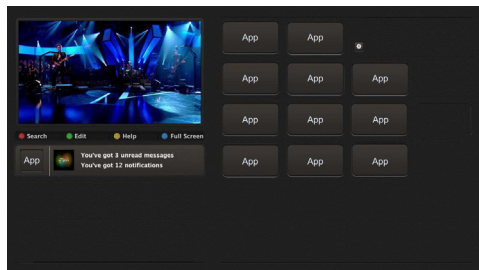 App App
App App App
Search Edit Help Full Screen
App App App
App You've got 3 unread messages
You've got 12 notifications
App App App